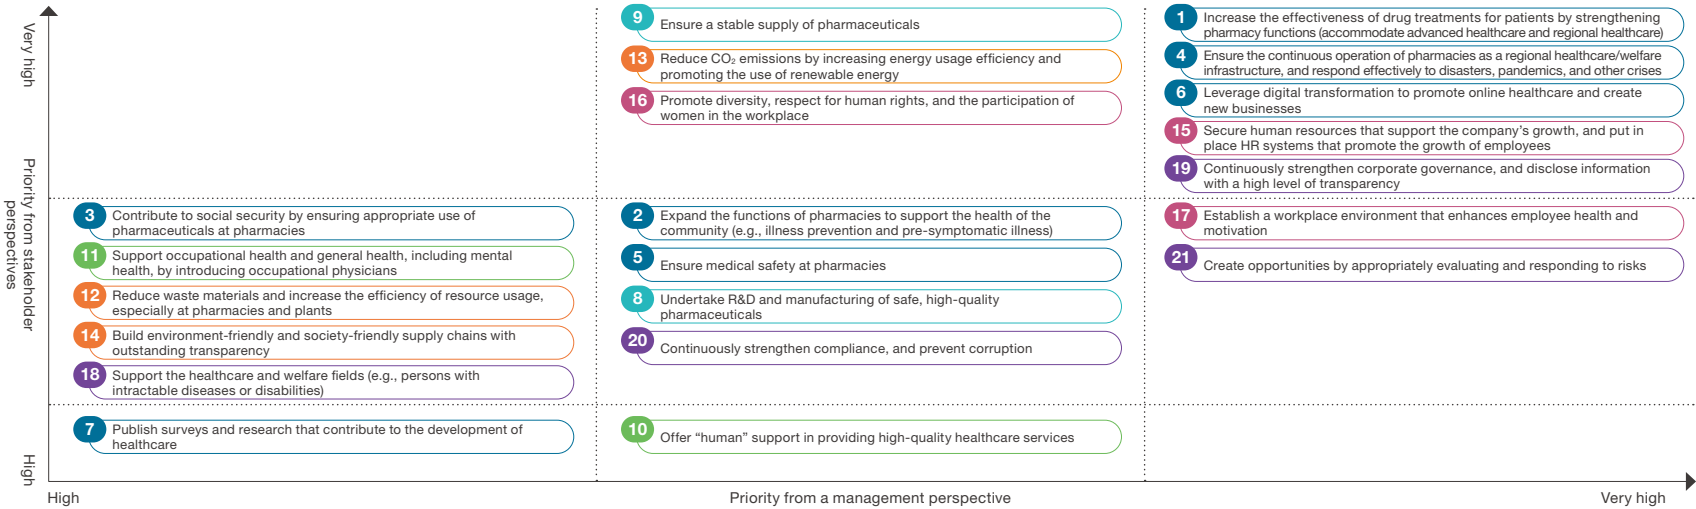 Very high
Priority from stakeholder
perspectives
High
9
Ensure a stable supply of pharmaceuticals
13
Reduce CO₂ emissions by increasing energy usage efficiency and
promoting the use of renewable energy
16
Promote diversity, respect for human rights, and the participation of
women in the workplace
1
Increase the effectiveness of drug treatments for patients by strengthening
pharmacy functions (accommodate advanced healthcare and regional healthcare)
4
Ensure the continuous operation of pharmacies as a regional healthcare/welfare
infrastructure, and respond effectively to disasters, pandemics, and other crises
6
Leverage digital transformation to promote online healthcare and create
new businesses
15
Secure human resources that support the company's growth, and put in
place HR systems that promote the growth of employees
19
Continuously strengthen corporate governance, and disclose information
with a high level of transparency
3
Contribute to social security by ensuring appropriate use of
pharmaceuticals at pharmacies
11
Support occupational health and general health, including mental
health, by introducing occupational physicians
12
Reduce waste materials and increase the efficiency of resource usage,
especially at pharmacies and plants
14
Build environment-friendly and society-friendly supply chains with
outstanding transparency
18
Support the healthcare and welfare fields (e.g., persons with
intractable diseases or disabilities)
2
Expand the functions of pharmacies to support the health of the
community (e.g., illness prevention and pre-symptomatic illness)
5
Ensure medical safety at pharmacies
8
Undertake R&D and manufacturing of safe, high-quality
pharmaceuticals
20
Continuously strengthen compliance, and prevent corruption
17
Establish a workplace environment that enhances employee health and
motivation
21
Create opportunities by appropriately evaluating and responding to risks
7
Publish surveys and research that contribute to the development of
healthcare
10
Offer “human” support in providing high-quality healthcare services
High
Priority from a management perspective
Very high